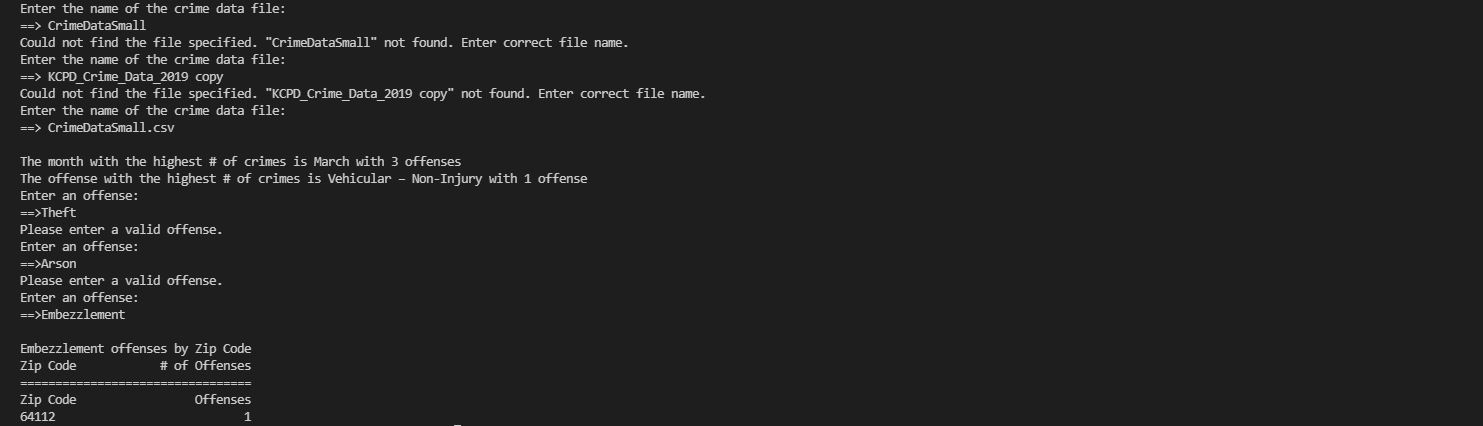 Enter the name of the crime data file:
==> CrimeDataSmall
Could not find the file specified. "CrimeDataSmall" not found. Enter correct file name.
Enter the name of the crime data file:
==> KCPD_Crime_Data_2019 copy
Could not find the file specified. "KCPD_Crime_Data_2019 copy" not found. Enter correct file name.
Enter the name of the crime data file:
==> CrimeDataSmall.csv

The month with the highest # of crimes is March with 3 offenses
The offense with the highest # of crimes is Vehicular – Non-Injury with 1 offense
Enter an offense:
==>Theft
Please enter a valid offense.
Enter an offense:
==>Arson
Please enter a valid offense.
Enter an offense:
==>Embezzlement

Embezzlement offenses by Zip Code
Zip Code            # of Offenses
=================================
Zip Code                 Offenses
64112                           1